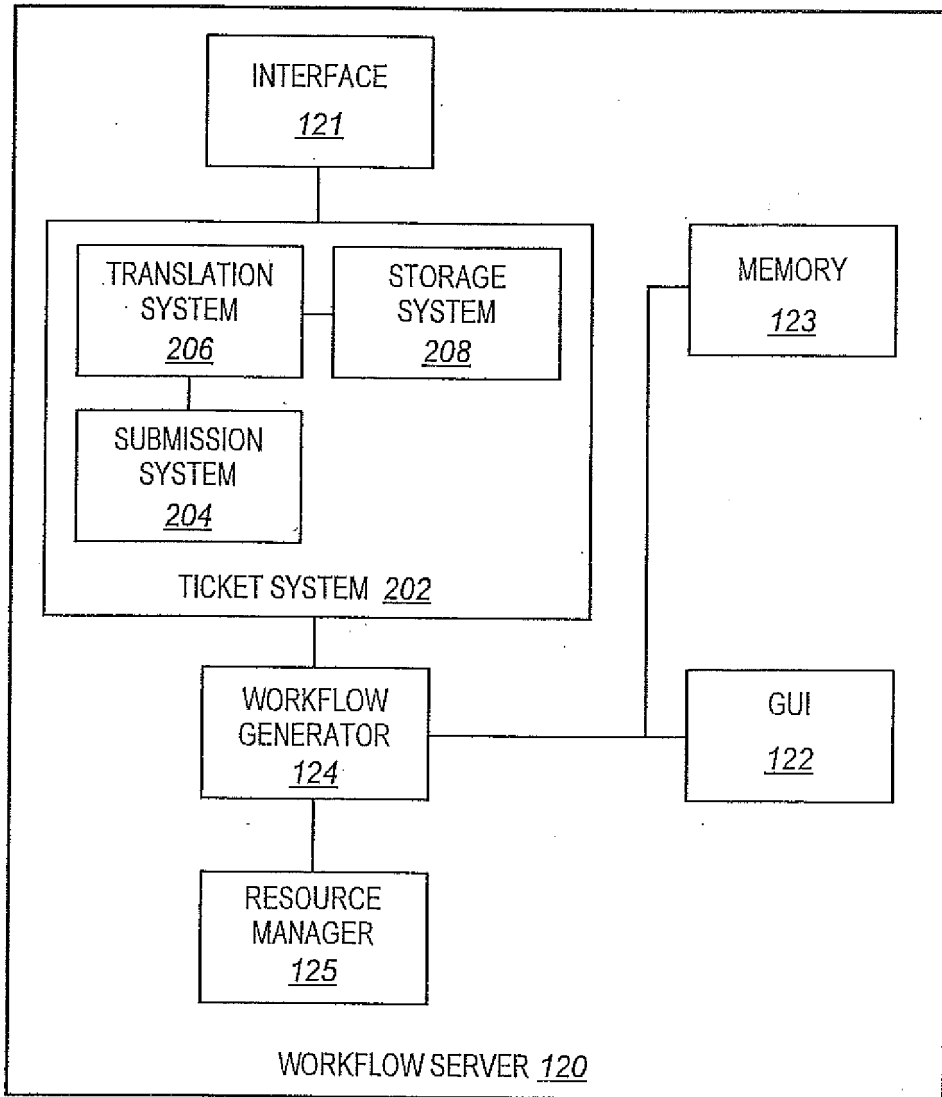 INTERFACE
121
TRANSLATION
SYSTEM
206
STORAGE
SYSTEM
208
MEMORY
123
SUBMISSION
SYSTEM
204
TICKET SYSTEM 202
WORKFLOW
GENERATOR
124
GUI
122
RESOURCE
MANAGER
125
WORKFLOW SERVER 120